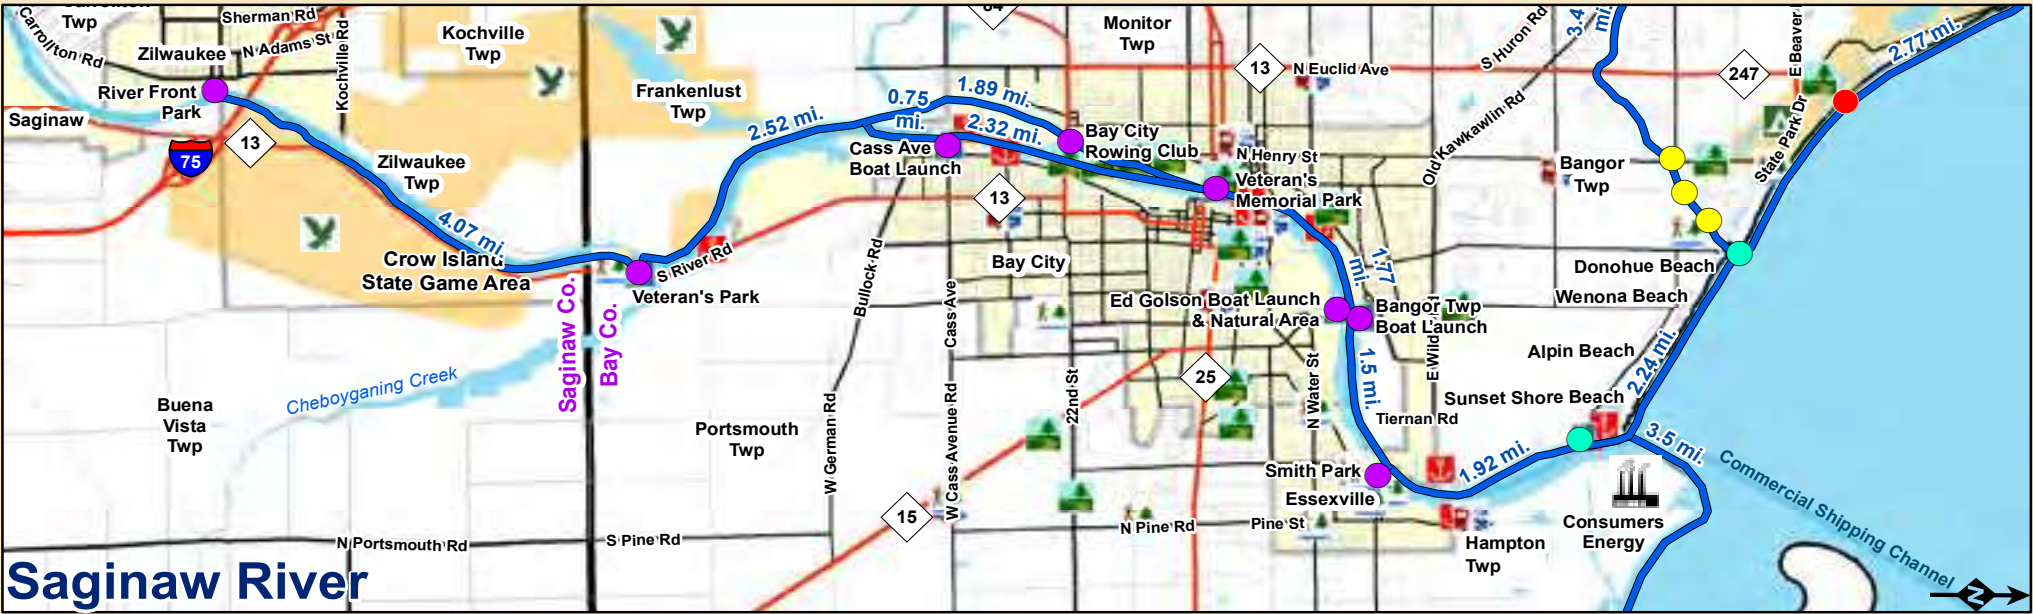 Twp
Carrollton Rd
Sherman Rd
N Adams St
Zilwaukee
Kochville Rd
Kochville
Twp
River Front
Park
Saginaw
75
13
Zilwaukee
Twp
4.07 mi.
Crow Island
State Game Area
Frankenlust
Twp
2.52 mi.
0.75
mi.
1.89 mi.
2.32 mi.
Cass Ave
Boat Launch
Bay City
Rowing Club
Monitor
Twp
13
N Euclid Ave
S Huron Rd
3.4
mi.
247
E Beaver
2.77 mi.
State Park Dr
Old Kawkawlin Rd
Bangor
Twp
N Henry St
Veteran's
Memorial Park
13
Bay City
S River Rd
Veteran's Park
Saginaw Co.
Bay Co.
Bullock Rd
Cass Ave
Ed Golson Boat Launch
& Natural Area
1.77
mi.
Bangor Twp
Boat Launch
E Wild
Donohue Beach
Wenona Beach
Alpin Beach
2.24 mi.
Sunset Shore Beach
Cheboyganing Creek
Buena
Vista
Twp
Portsmouth
Twp
W German Rd
W Cass Avenue Rd
22nd St
25
N Water St
1.5 mi.
Tiernan Rd
Smith Park
Essexville
1.92 mi.
3.5 mi.
Commercial Shipping Channel
Consumers
Energy
15
N Pine Rd
Pine St
Hampton
Twp
N Portsmouth Rd
S Pine Rd
Saginaw River
N